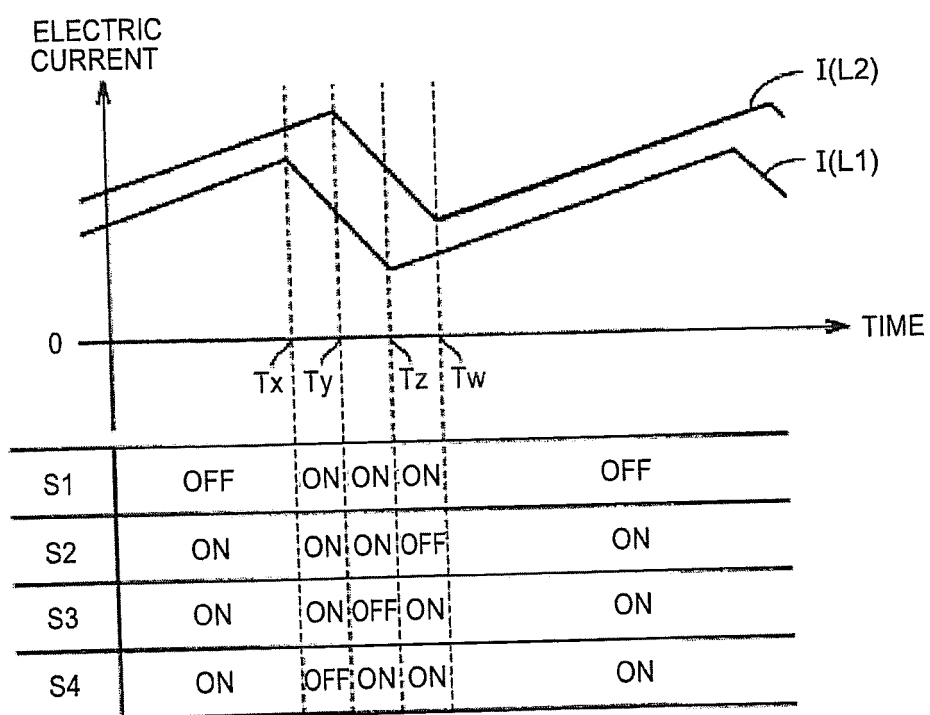 ELECTRIC
CURRENT
I(L2)
I(L1)
0
TIME
Tx Ty Tz Tw
S1 OFF ON ON ON OFF
S2 ON ON ON OFF ON
S3 ON ON OFF ON ON
S4 ON OFF ON ON ON